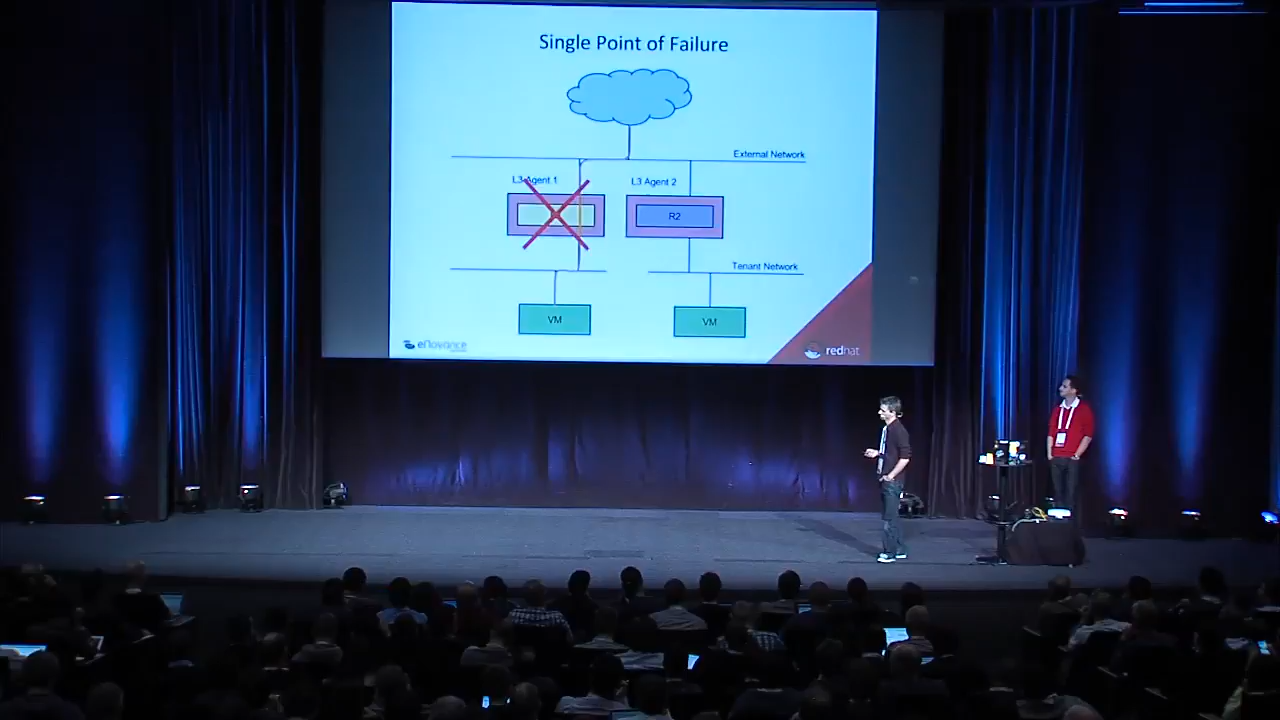 Single Point of Failure
External Network
L3 Agent 1
L3 Agent 2
R2
Tenant Network
VM
VM
eNovance
redhat